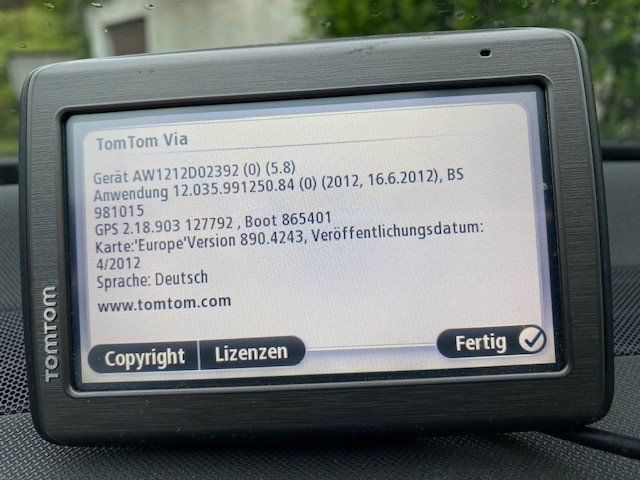 TomTom Via
Gerät AW1212D02392 (0) (5.8)
Anwendung 12.035.991250.84 (0) (2012, 16.6.2012), BS
981015
GPS 2.18.903 127792 , Boot 865401
Karte:'Europe'Version 890.4243, Veröffentlichungsdatum:
4/2012
Sprache: Deutsch
www.tomtom.com
Copyright
Lizenzen
Fertig
TOMTOM